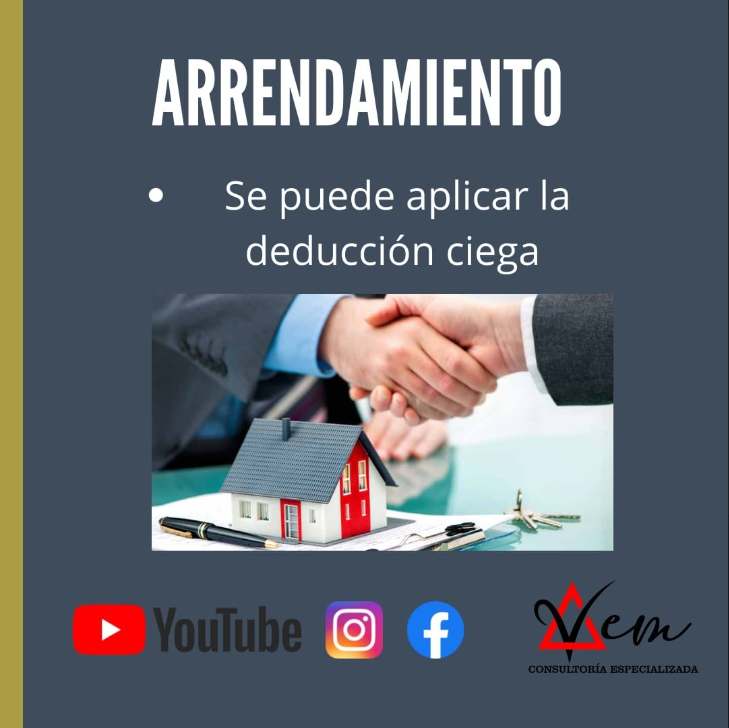 ARRENDAMIENTO
• Se puede aplicar la
deducción ciega
YouTube
Vem
CONSULTORÍA ESPECIALIZADA